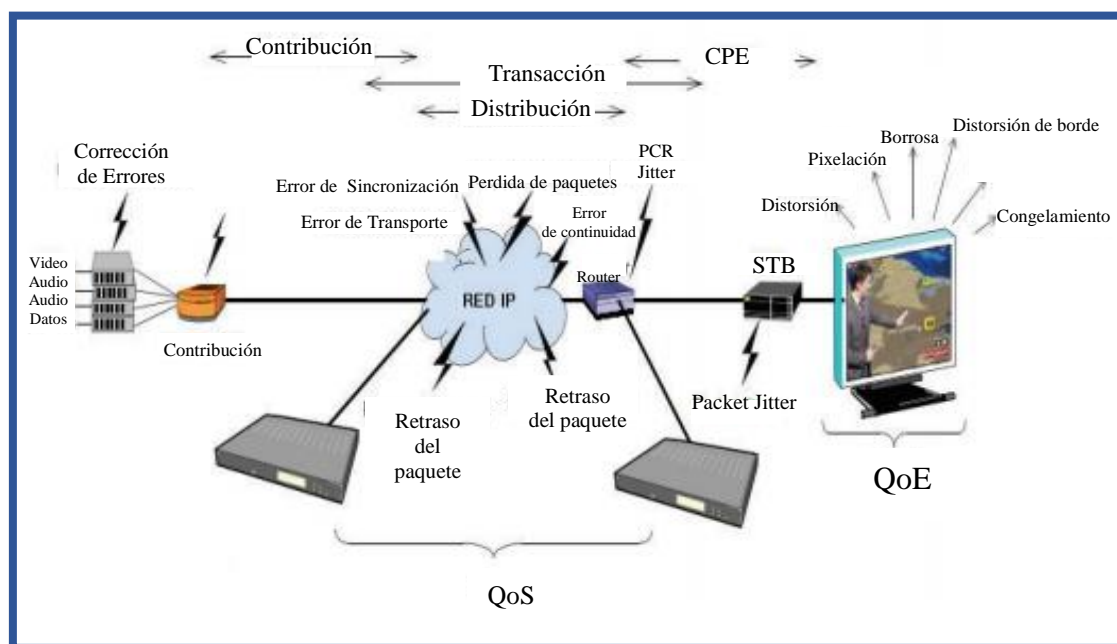 Contribución
CPE
Transacción
Distribución
Corrección
de Errores
PCR
Jitter
Error de Sincronización
Perdida de paquetes
Error de Transporte
Error
de continuidad
Distorsión
Pixelación
Borrosa
Distorsión de borde
Congelamiento
Video
Audio
Audio
Datos
Contribución
RED IP
Router
STB
Retraso
del
paquete
Retraso
del paquete
Packet Jitter
QoS
QoE